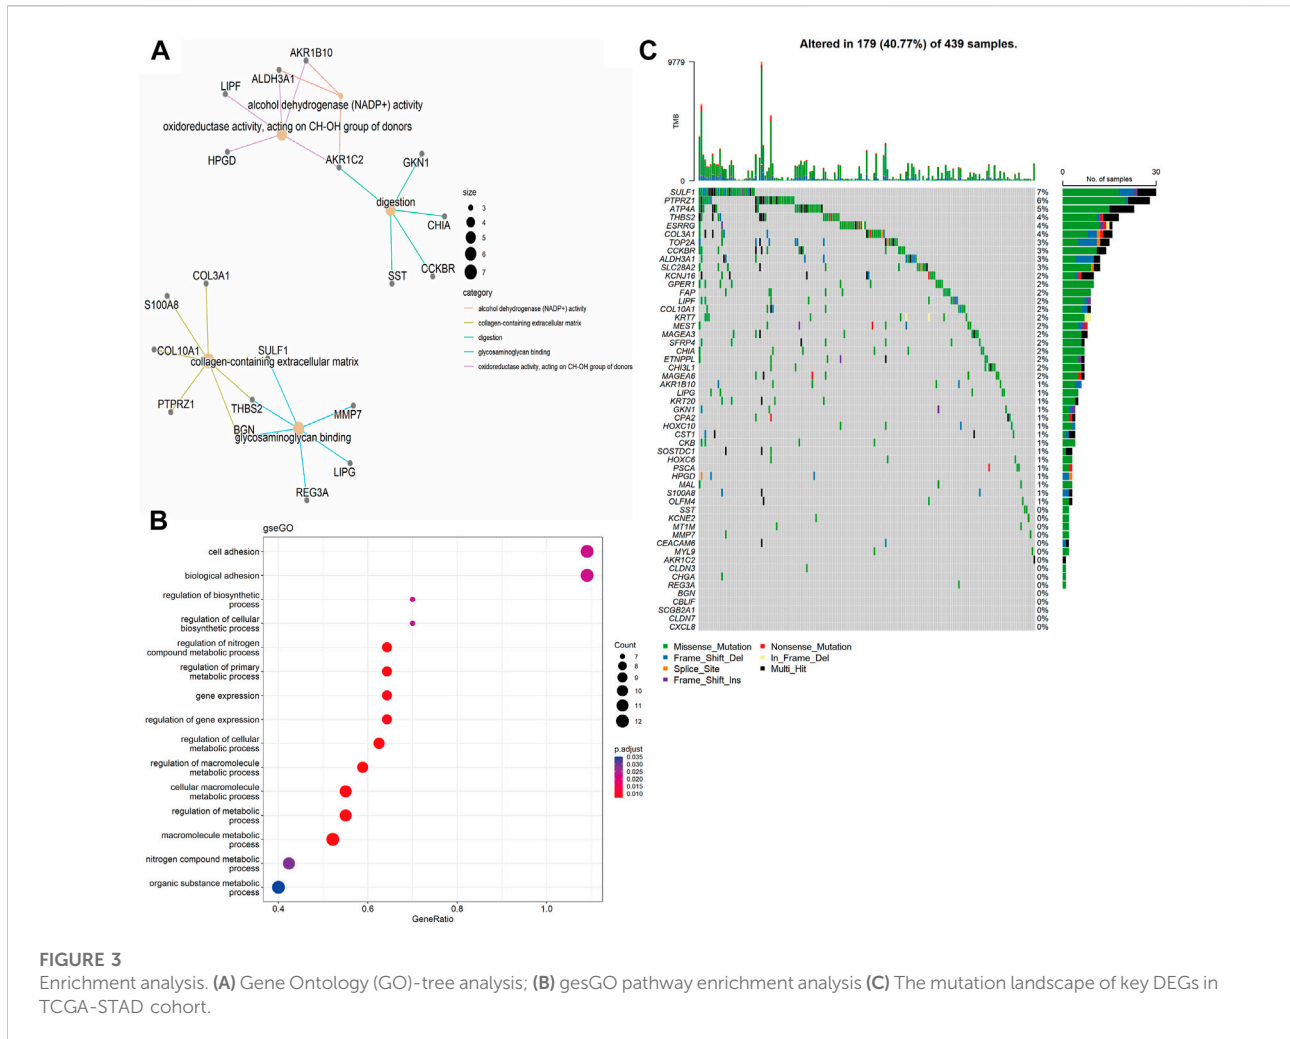 A
AKR1B10
ALDH3A1
LIPF
alcohol dehydrogenase (NADP+) activity
oxidoreductase activity, acting on CH-OH group of donors
HPGD
AKR1C2
GKN1
digestion
CHIA
SST
CCKBR
COL3A1
S100A8
COL10A1
SULF1
collagen-containing extracellular matrix
PTPRZ1
THBS2
MMP7
BGN
glycosaminoglycan binding
LIPG
REG3A
size
3
4
5
6
7
category
alcohol dehydrogenase (NADP+) activity
collagen-containing extracellular matrix
digestion
glycosaminoglycan binding
oxidoreductase activity, acting on CH-OH group of donors
B
gseGO
cell adhesion
biological adhesion
regulation of biosynthetic
process
regulation of cellular
biosynthetic process
regulation of nitrogen
compound metabolic process
regulation of primary
metabolic process
gene expression
regulation of gene expression
regulation of cellular
metabolic process
regulation of macromolecule
metabolic process
cellular macromolecule
metabolic process
regulation of metabolic
process
macromolecule metabolic
process
nitrogen compound metabolic
process
organic substance metabolic
process
0.4 0.6 0.8 1.0
GeneRatio
Count
7
8
9
10
11
12
p.adjust
0.035
0.030
0.025
0.020
0.015
0.010
C
Altered in 179 (40.77%) of 439 samples.
9779
TMB
0
0 30
No. of samples
SULF1 7%
PTPRZ1 6%
ATP4A 5%
THBS2 4%
ESRRG 4%
COL3A1 4%
TOP2A 3%
CCKBR 3%
ALDH3A1 3%
SLC28A2 3%
KCNJ16 2%
GPER1 2%
FAP 2%
LIPF 2%
COL10A1 2%
KRT7 2%
MEST 2%
MAGEA3 2%
SFRP4 2%
CHIA 2%
ETNPPL 2%
CHI3L1 2%
MAGEA6 2%
AKR1B10 1%
LIPG 1%
KRT20 1%
GKN1 1%
CPA2 1%
HOXC10 1%
CST1 1%
CKB 1%
SOSTDC1 1%
HOXC6 1%
PSCA 1%
HPGD 1%
MAL 1%
S100A8 1%
OLFM4 1%
SST 0%
KCNE2 0%
MT1M 0%
MMP7 0%
CEACAM6 0%
MYL9 0%
AKR1C2 0%
CLDN3 0%
CHGA 0%
REG3A 0%
BGN 0%
CBLIF 0%
SCGB2A1 0%
CLDN7 0%
CXCL8 0%
Missense_Mutation
Frame_Shift_Del
Splice_Site
Frame_Shift_Ins
Nonsense_Mutation
In_Frame_Del
Multi_Hit
FIGURE 3
Enrichment analysis. (A) Gene Ontology (GO)-tree analysis; (B) gesGO pathway enrichment analysis (C) The mutation landscape of key DEGs in
TCGA-STAD cohort.